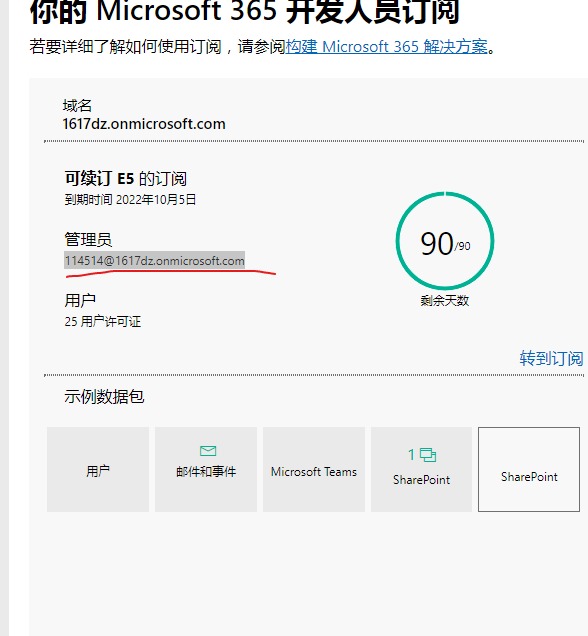 你的 Microsoft 365 开发人员订阅
若要详细了解如何使用订阅，请参阅构建 Microsoft 365 解决方案。
域名
1617dz.onmicrosoft.com
可续订 E5 的订阅
到期时间 2022年10月5日
管理员
114514@1617dz.onmicrosoft.com
90/90
剩余天数
用户
25 用户许可证
转到订阅
示例数据包
用户
邮件和事件
Microsoft Teams
1
SharePoint
SharePoint